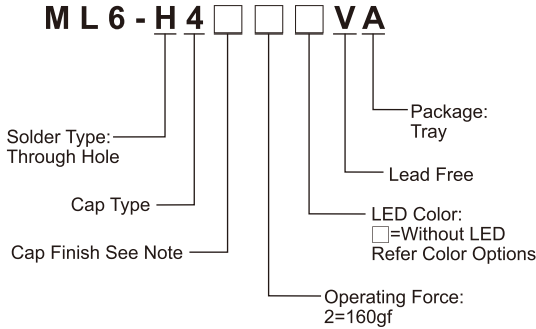 ML6-H4□□□VA
Package:
Tray
Solder Type:
Through Hole
Lead Free
Cap Type
LED Color:
□=Without LED
Refer Color Options
Cap Finish See Note
Operating Force:
2=160gf